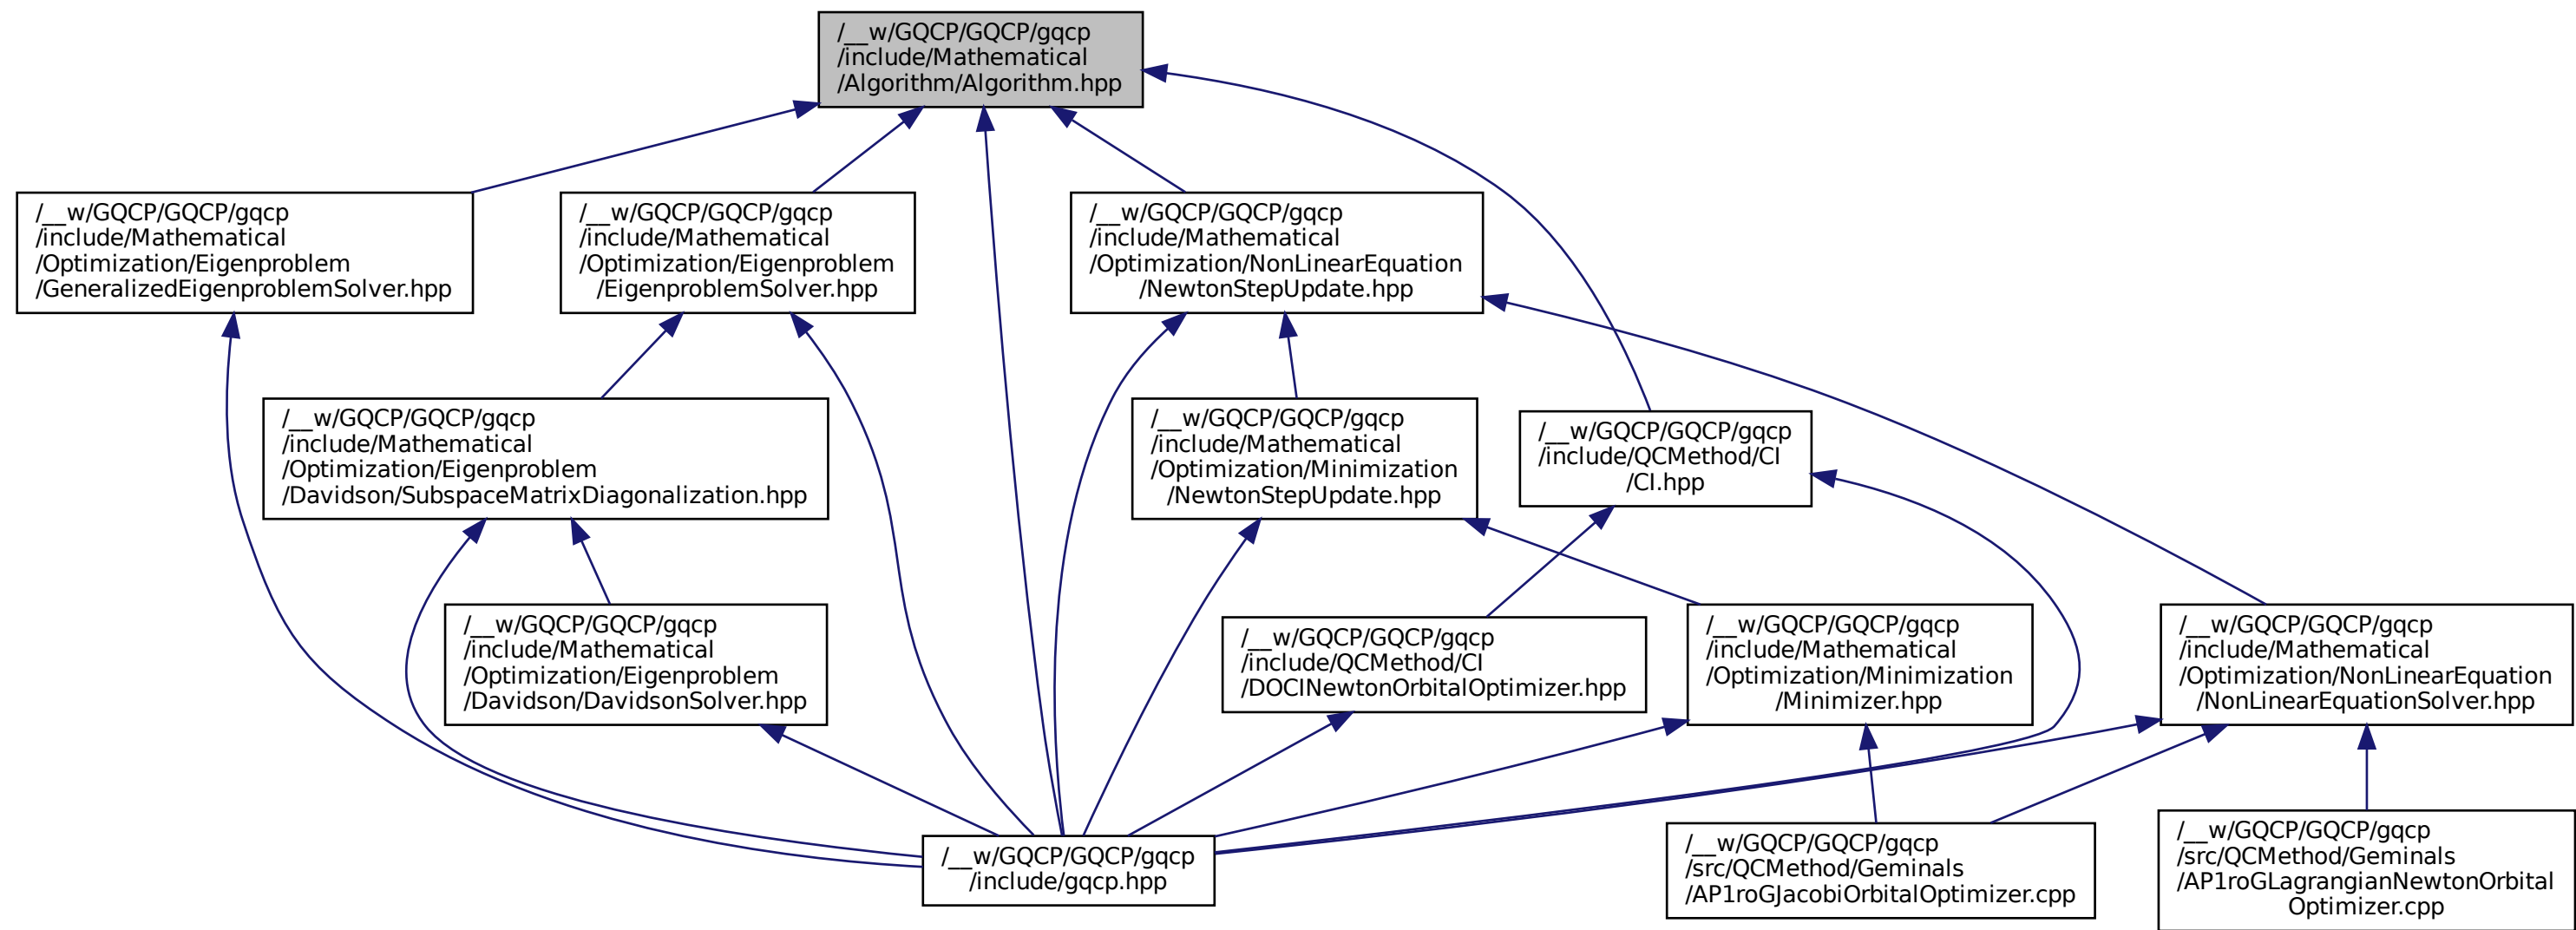 /__w/GQCP/GQCP/gqcp
/include/Mathematical
/Algorithm/Algorithm.hpp
/__w/GQCP/GQCP/gqcp
/include/Mathematical
/Optimization/Eigenproblem
/GeneralizedEigenproblemSolver.hpp
/__w/GQCP/GQCP/gqcp
/include/Mathematical
/Optimization/Eigenproblem
/EigenproblemSolver.hpp
/__w/GQCP/GQCP/gqcp
/include/Mathematical
/Optimization/NonLinearEquation
/NewtonStepUpdate.hpp
/__w/GQCP/GQCP/gqcp
/include/Mathematical
/Optimization/Eigenproblem
/Davidson/SubspaceMatrixDiagonalization.hpp
/__w/GQCP/GQCP/gqcp
/include/Mathematical
/Optimization/Minimization
/NewtonStepUpdate.hpp
/__w/GQCP/GQCP/gqcp
/include/QCMethod/CI
/CI.hpp
/__w/GQCP/GQCP/gqcp
/include/Mathematical
/Optimization/Eigenproblem
/Davidson/DavidsonSolver.hpp
/__w/GQCP/GQCP/gqcp
/include/QCMethod/CI
/DOCINewtonOrbitalOptimizer.hpp
/__w/GQCP/GQCP/gqcp
/include/Mathematical
/Optimization/Minimization
/Minimizer.hpp
/__w/GQCP/GQCP/gqcp
/include/Mathematical
/Optimization/NonLinearEquation
/NonLinearEquationSolver.hpp
/__w/GQCP/GQCP/gqcp
/include/gqcp.hpp
/__w/GQCP/GQCP/gqcp
/src/QCMethod/Geminals
/AP1roGJacobiOrbitalOptimizer.cpp
/__w/GQCP/GQCP/gqcp
/src/QCMethod/Geminals
/AP1roGLagrangianNewtonOrbital
Optimizer.cpp